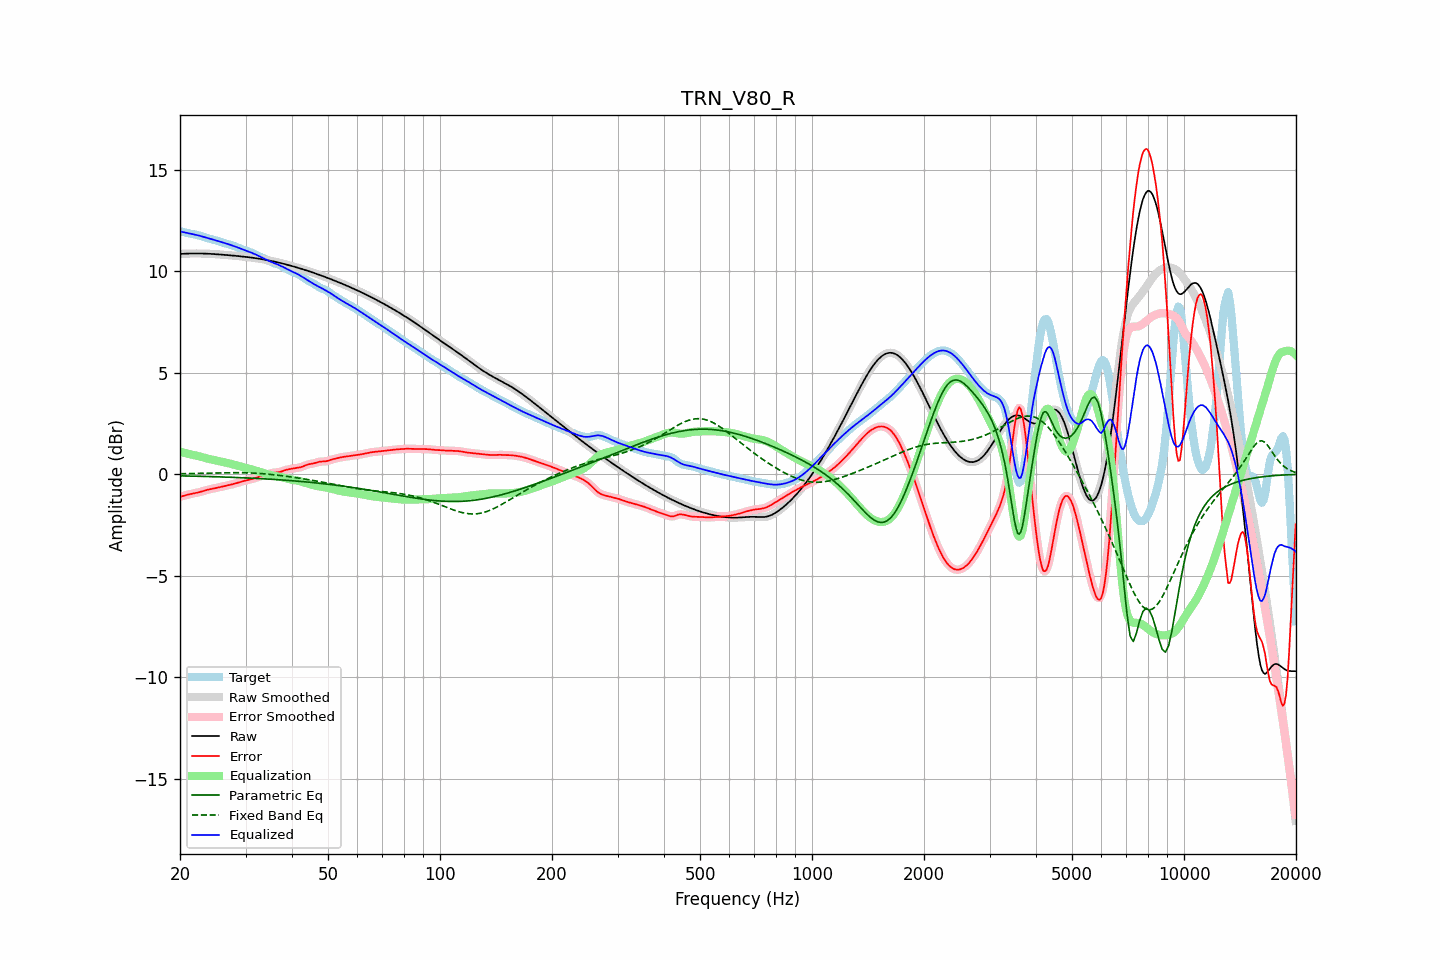 TRN_V80_R
Amplitude (dBr)
15
10
5
0
−5
−10
−15
Target
Raw Smoothed
Error Smoothed
Raw
Error
Equalization
Parametric Eq
Fixed Band Eq
Equalized
20 50 100 200 500 1000 2000 5000 10000 20000
Frequency (Hz)